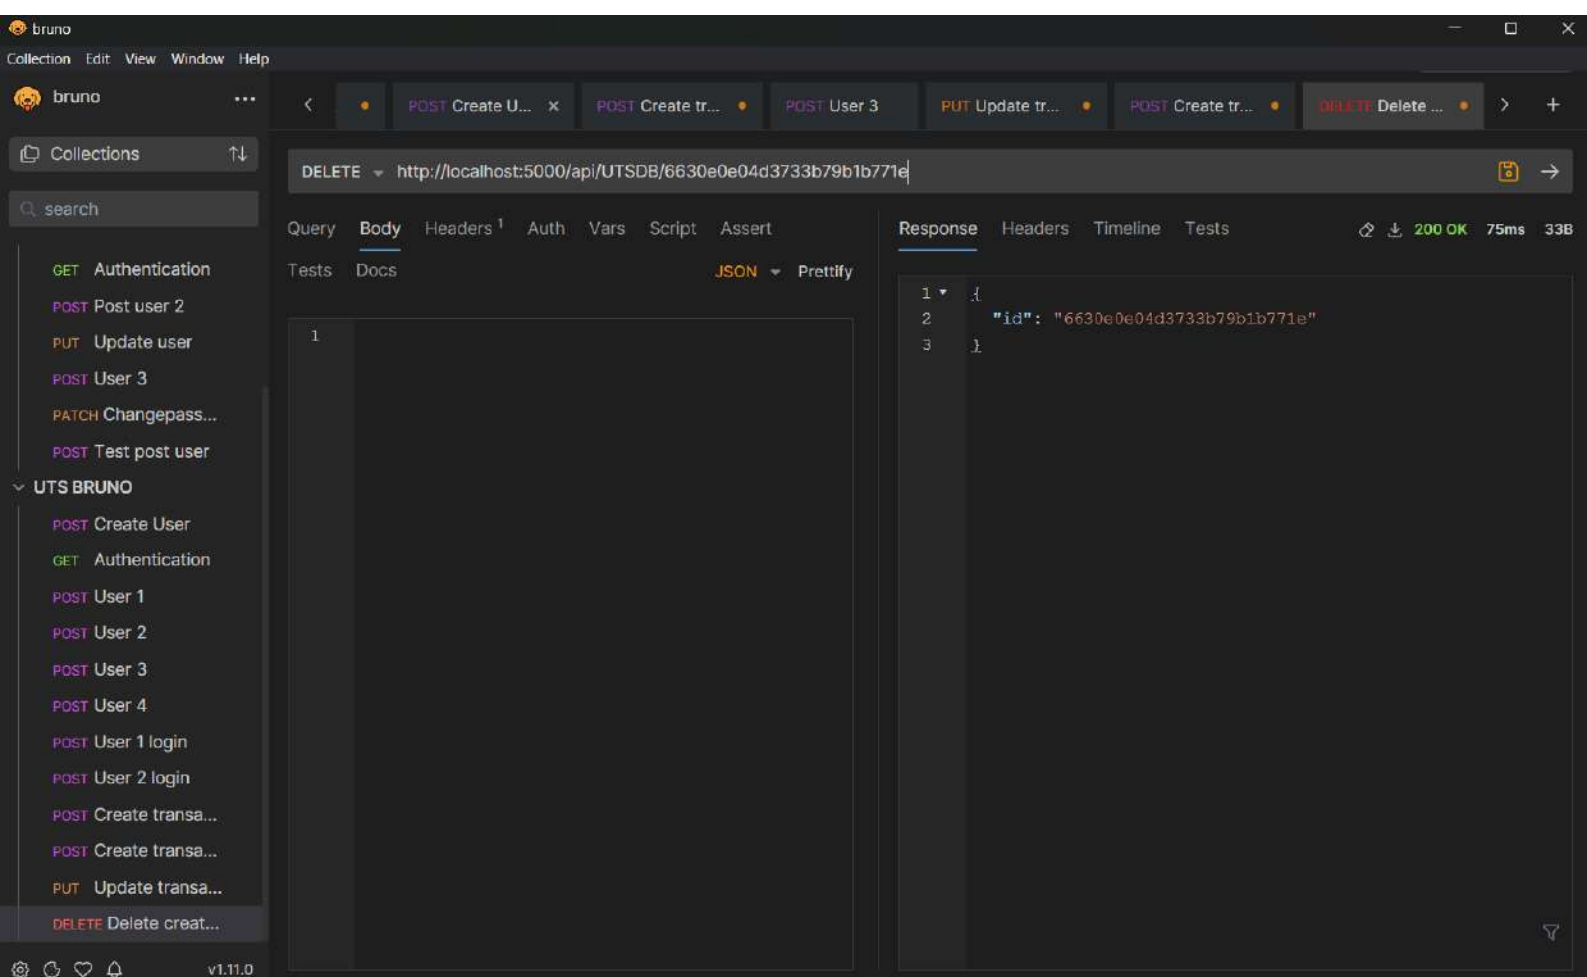 bruno
Collection Edit View Window Help
bruno ...
POST Create U... × POST Create tr... POST User 3 PUT Update tr... POST Create tr... DELETE Delete ... +
Collections
search
DELETE http://localhost:5000/api/UTSDB/6630e0e04d3733b79b1b771e
Query Body Headers 1 Auth Vars Script Assert
Tests Docs JSON Prettify
Response Headers Timeline Tests 200 OK 75ms 33B
1
1 {
2 "id": "6630e0e04d3733b79b1b771e"
3 }
GET Authentication
POST Post user 2
PUT Update user
POST User 3
PATCH Changepass...
POST Test post user
UTS BRUNO
POST Create User
GET Authentication
POST User 1
POST User 2
POST User 3
POST User 4
POST User 1 login
POST User 2 login
POST Create transa...
POST Create transa...
PUT Update transa...
DELETE Delete creat...
v1.11.0